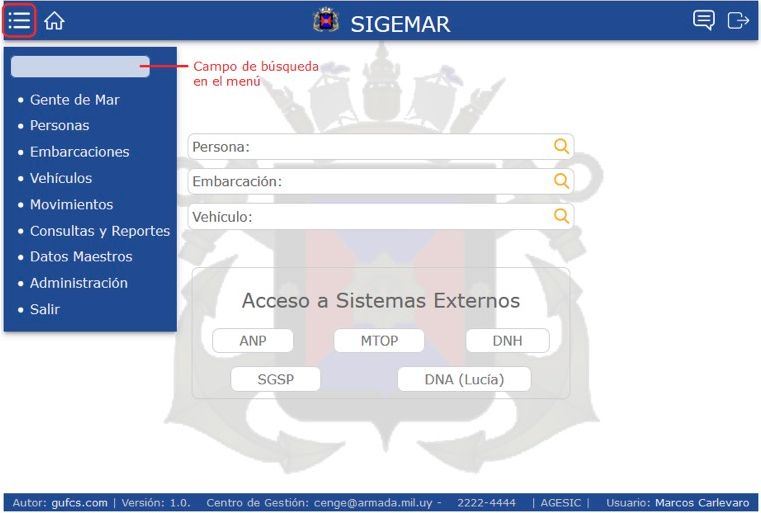 SIGEMAR
Campo de búsqueda
en el menú
Gente de Mar
Personas
Embarcaciones
Vehículos
Movimientos
Consultas y Reportes
Datos Maestros
Administración
Salir
Persona:
Embarcación:
Vehículo:
Acceso a Sistemas Externos
ANP MTOP DNH
SGSP DNA (Lucía)
Autor: gufcs.com | Versión: 1.0. Centro de Gestión: cenge@armada.mil.uy - 2222-4444 | AGESIC | Usuario: Marcos Carlevaro